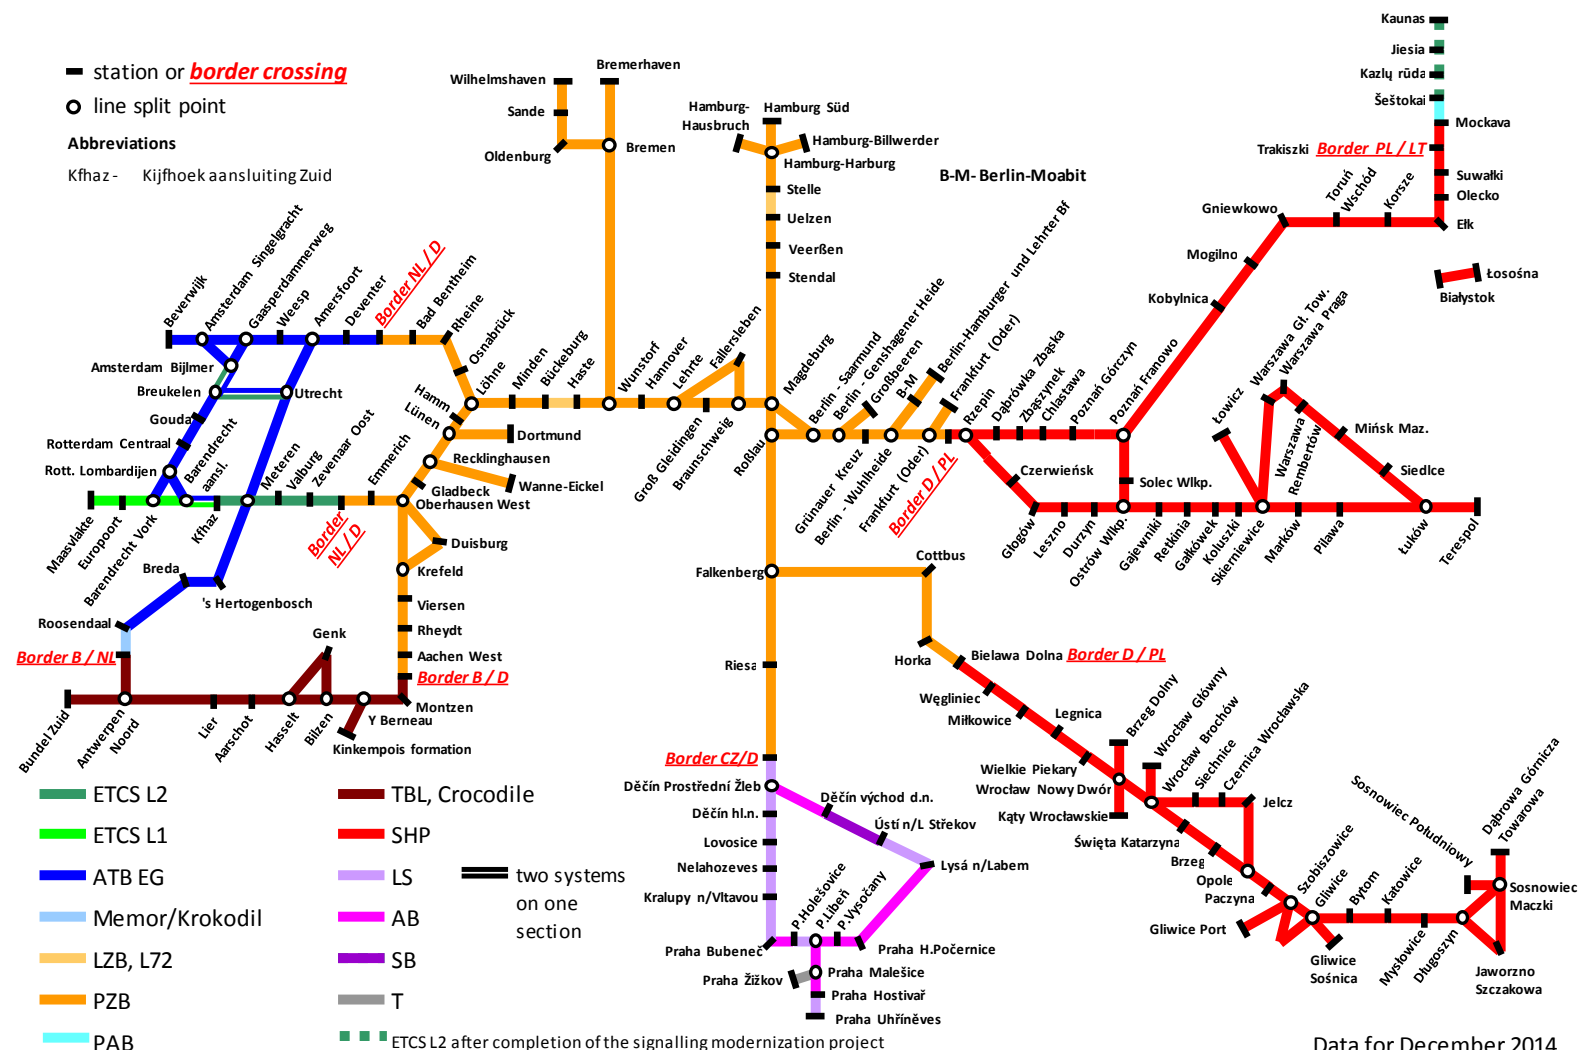 station or border crossing
line split point
Abbreviations
Kfhaz - Kijfhoek aansluiting Zuid
Wilhelmshaven
Sande
Oldenburg
Bremerhaven
Bremen
Hamburg-
Hausbruch
Hamburg Süd
Hamburg-Billwerder
Hamburg-Harburg
Stelle
Uelzen
Veerßen
Stendal
B-M- Berlin-Moabit
Kaunas
Jiesia
Kazlų rūda
Šeštokai
Mockava
Trakiszki Border PL / LT
Suwałki
Olecko
Ełk
Korsze
Toruń
Wschód
Gniewkowo
Mogilno
Kobylnica
Łosośna
Białystok
Beverwijk
Amsterdam Singelgracht
Gaasperdammerweg
Weesp
Amersfoort
Deventer
Border NL / D
Bad Bentheim
Rheine
Osnabrück
Amsterdam Bijlmer
Breukelen
Utrecht
Gouda
Rotterdam Centraal
Rott. Lombardijen
Barendrecht
aansl.
Meteren
Valburg
Zevenaar Oost
Emmerich
Maasvlakte
Europoort
Barendrecht Vork
Kfhaz
Border
NL / D
Hamm
Lünen
Löhne
Minden
Bückeburg
Haste
Wunstorf
Hannover
Lehrte
Fallersleben
Groß Gleidingen
Braunschweig
Magdeburg
Roßlau
Dortmund
Recklinghausen
Wanne-Eickel
Gladbeck
Oberhausen West
Duisburg
Krefeld
Viersen
Rheydt
Aachen West
Border B / D
Montzen
Breda
's Hertogenbosch
Roosendaal
Border B / NL
Genk
Bundel Zuid
Antwerpen
Noord
Lier
Aarschot
Hasselt
Bilzen
Y Berneau
Kinkempois formation
Berlin - Saarmund
Berlin - Genshagener Heide
Großbeeren
B-M
Berlin-Hamburger und Lehrter Bf
Frankfurt (Oder)
Grünauer Kreuz
Berlin - Wuhlheide
Frankfurt (Oder)
Border D / PL
Rzepin
Dąbrówka Zbąska
Zbąszynek
Chlastawa
Poznań Górczyn
Poznań Franowo
Czerwieńsk
Solec Wlkp.
Głogów
Leszno
Durzyn
Ostrów Wlkp.
Gajewniki
Retkinia
Gałkówek
Koluszki
Skierniewice
Łowicz
Warszawa Gł. Tow.
Warszawa Praga
Warszawa
Rembertów
Mińsk Maz.
Siedlce
Marków
Pilawa
Łuków
Terespol
Falkenberg
Cottbus
Riesa
Horka
Bielawa Dolna Border D / PL
Węgliniec
Miłkowice
Legnica
Wielkie Piekary
Wrocław Nowy Dwór
Kąty Wrocławskie
Brzeg Dolny
Wrocław Główny
Wrocław Brochów
Siechnice
Czernica Wrocławska
Jelcz
Święta Katarzyna
Brzeg
Opole
Paczyna
Gliwice Port
Szobiszowice
Gliwice
Gliwice
Sośnica
Bytom
Katowice
Mysłowice
Długoszyn
Sosnowiec Południowy
Dąbrowa Górnicza
Towarowa
Sosnowiec
Maczki
Jaworzno
Szczakowa
Border CZ/D
Děčín Prostřední Žleb
Děčín hl.n.
Lovosice
Nelahozeves
Kralupy n/Vltavou
Praha Bubeneč
Děčín východ d.n.
Ústí n/L Střekov
Lysá n/Labem
P.Holešovice
P.Libeň
P.Vysočany
Praha H.Počernice
Praha Žižkov
Praha Malešice
Praha Hostivař
Praha Uhříněves
ETCS L2
ETCS L1
ATB EG
Memor/Krokodil
LZB, L72
PZB
PAB
TBL, Crocodile
SHP
LS
AB
SB
T
ETCS L2 after completion of the signalling modernization project
two systems
on one
section
Data for December 2014